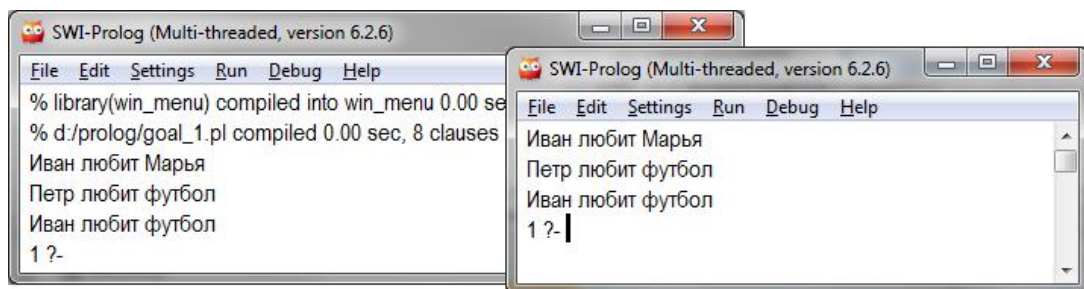 SWI-Prolog (Multi-threaded, version 6.2.6)
File Edit Settings Run Debug Help
% library(win_menu) compiled into win_menu 0.00 se
% d:/prolog/goal_1.pl compiled 0.00 sec, 8 clauses
Иван любит Марья
Петр любит футбол
Иван любит футбол
1 ?-
SWI-Prolog (Multi-threaded, version 6.2.6)
File Edit Settings Run Debug Help
Иван любит Марья
Петр любит футбол
Иван любит футбол
1 ?-